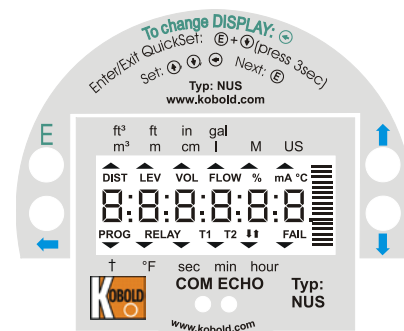 To change DISPLAY:
Enter/Exit QuickSet: E + (press 3sec)
Set: Next: E
Typ: NUS
www.kobold.com
E
ft³ ft in gal
m³ m cm l M US
DIST LEV VOL FLOW % mA °C
8:8:8:8:8:8.
PROG RELAY T1 T2 FAIL
† °F sec min hour
KOBOLD
COM ECHO
Typ:
NUS
www.kobold.com